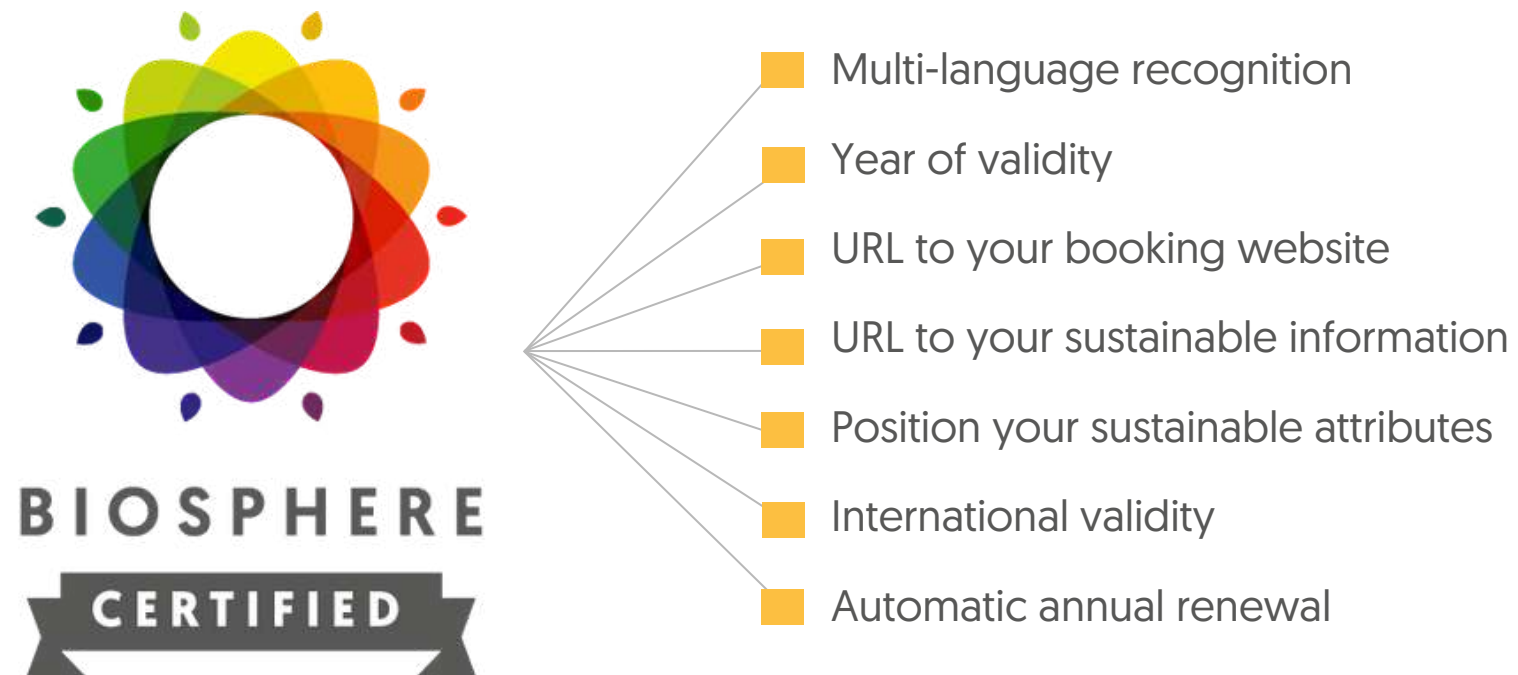 BIOSPHERE
CERTIFIED
Multi-language recognition
Year of validity
URL to your booking website
URL to your sustainable information
Position your sustainable attributes
International validity
Automatic annual renewal